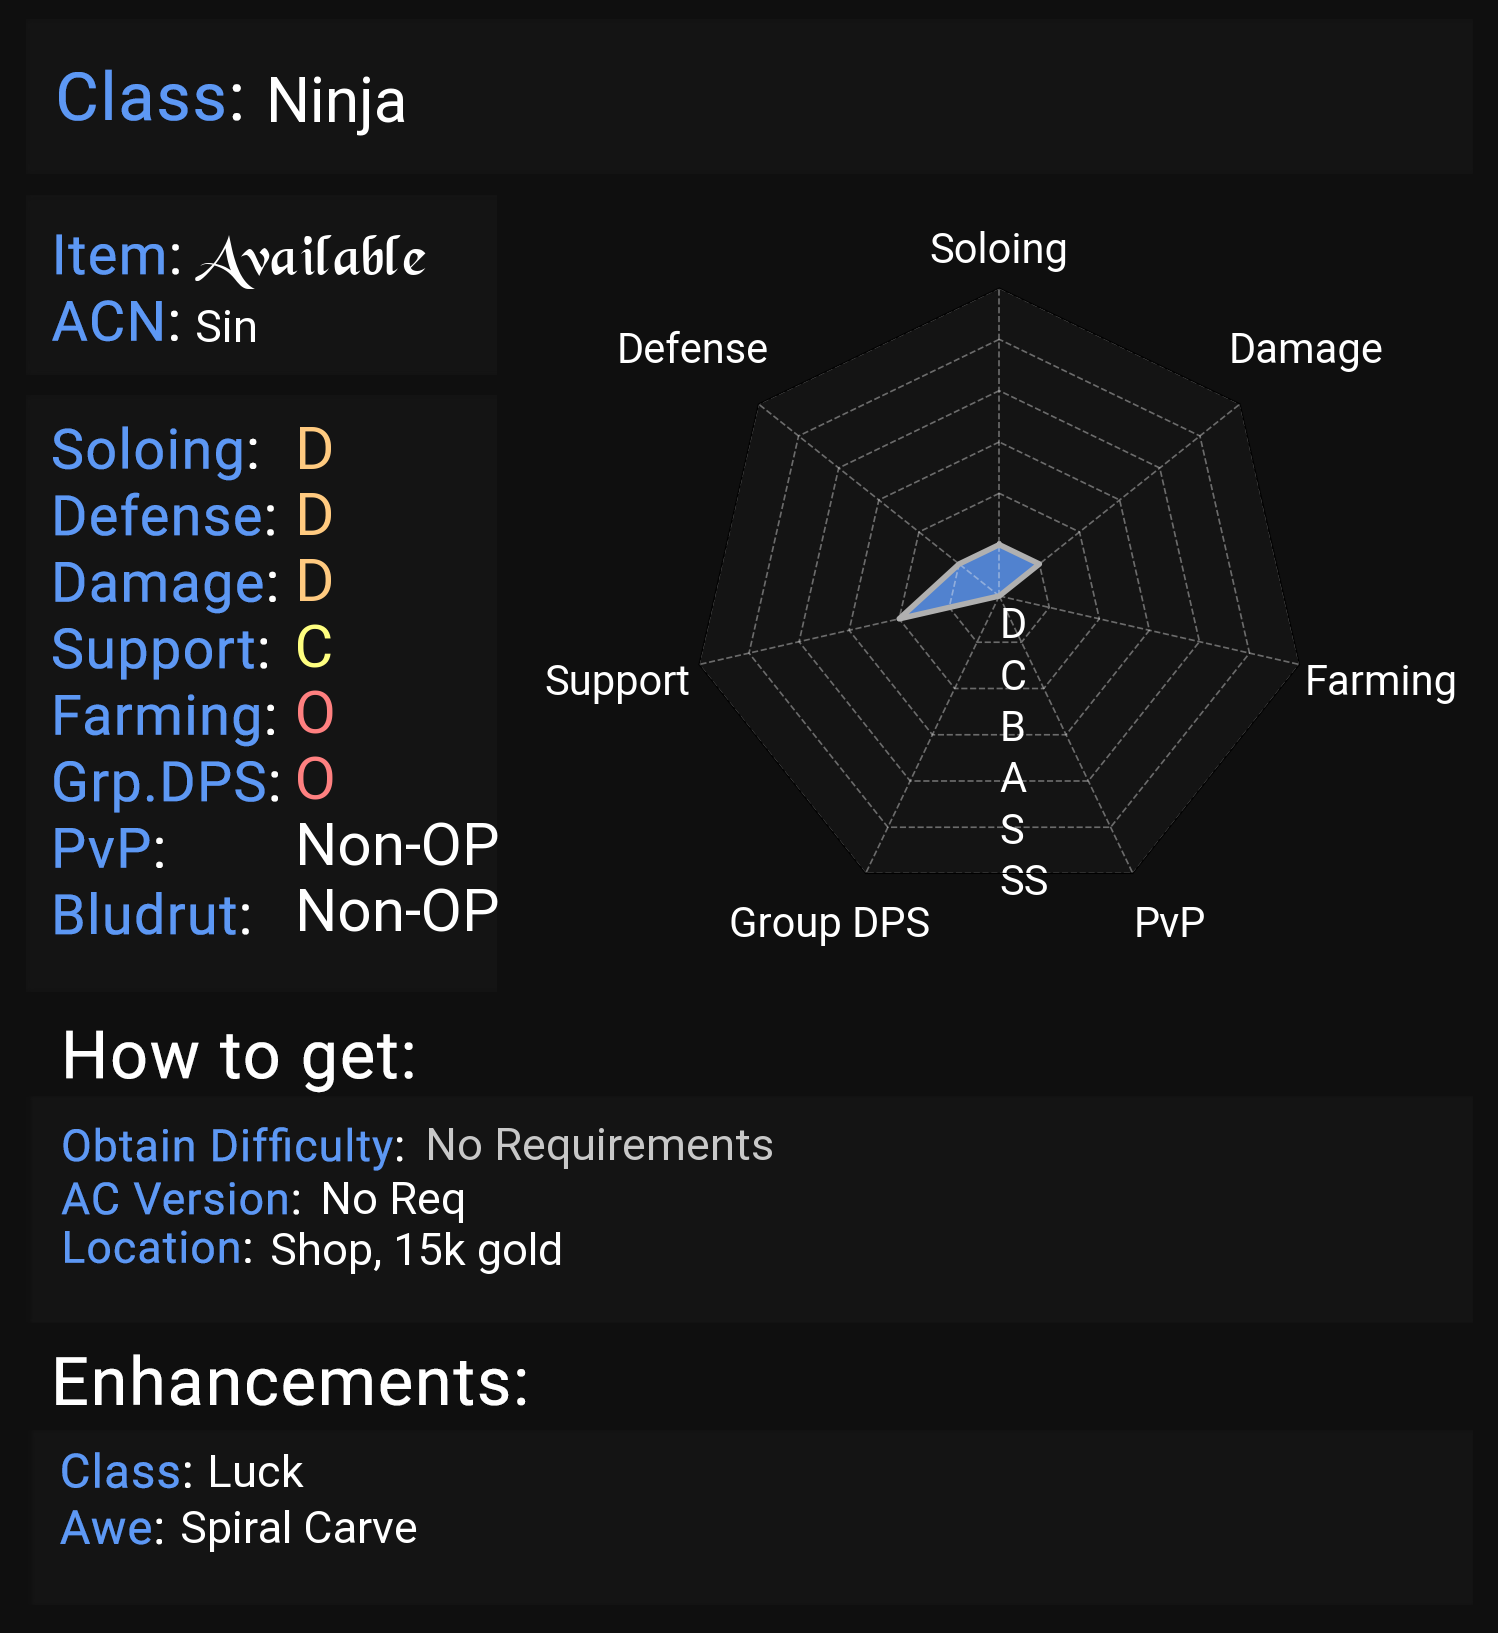 Class: Ninja
Item: Available
ACN: Sin
Soloing: D
Defense: D
Damage: D
Support: C
Farming: O
Grp.DPS: O
PvP: Non-OP
Bludrut: Non-OP
Soloing
Defense
Damage
Support
Farming
D
C
B
A
S
SS
Group DPS
PvP
How to get:
Obtain Difficulty: No Requirements
AC Version: No Req
Location: Shop, 15k gold
Enhancements:
Class: Luck
Awe: Spiral Carve